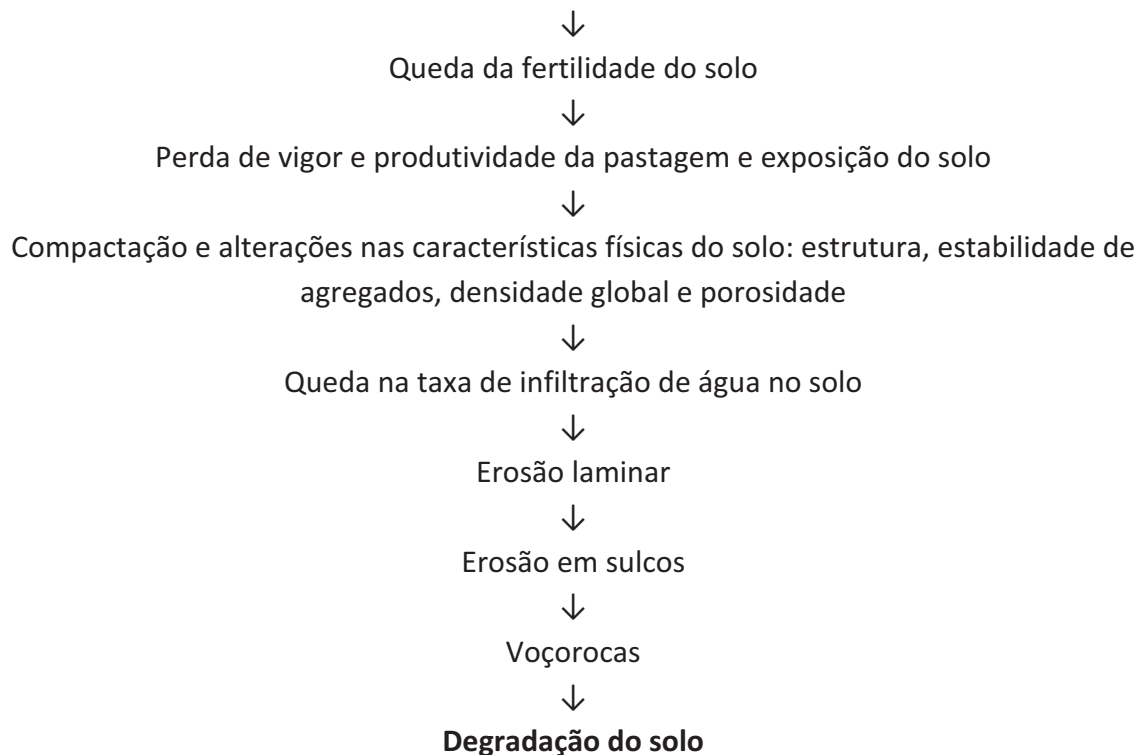 ↓
Queda da fertilidade do solo
↓
Perda de vigor e produtividade da pastagem e exposição do solo
↓
Compactação e alterações nas características físicas do solo: estrutura, estabilidade de
agregados, densidade global e porosidade
↓
Queda na taxa de infiltração de água no solo
↓
Erosão laminar
↓
Erosão em sulcos
↓
Voçorocas
↓
Degradação do solo